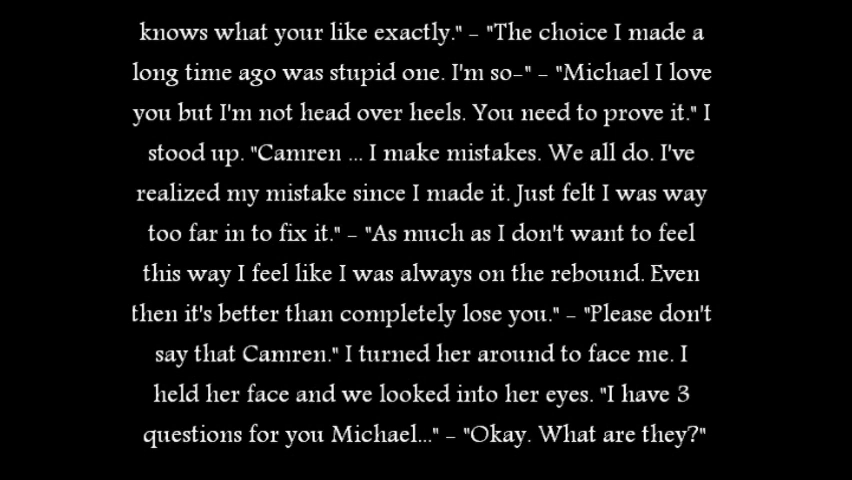 knows what your like exactly." - "The choice I made a
long time ago was stupid one. I'm so-" - "Michael I love
you but I'm not head over heels. You need to prove it." I
stood up. "Camren ... I make mistakes. We all do. I've
realized my mistake since I made it. Just felt I was way
too far in to fix it." - "As much as I don't want to feel
this way I feel like I was always on the rebound. Even
then it's better than completely lose you." - "Please don't
say that Camren." I turned her around to face me. I
held her face and we looked into her eyes. "I have 3
questions for you Michael..." - "Okay. What are they?"